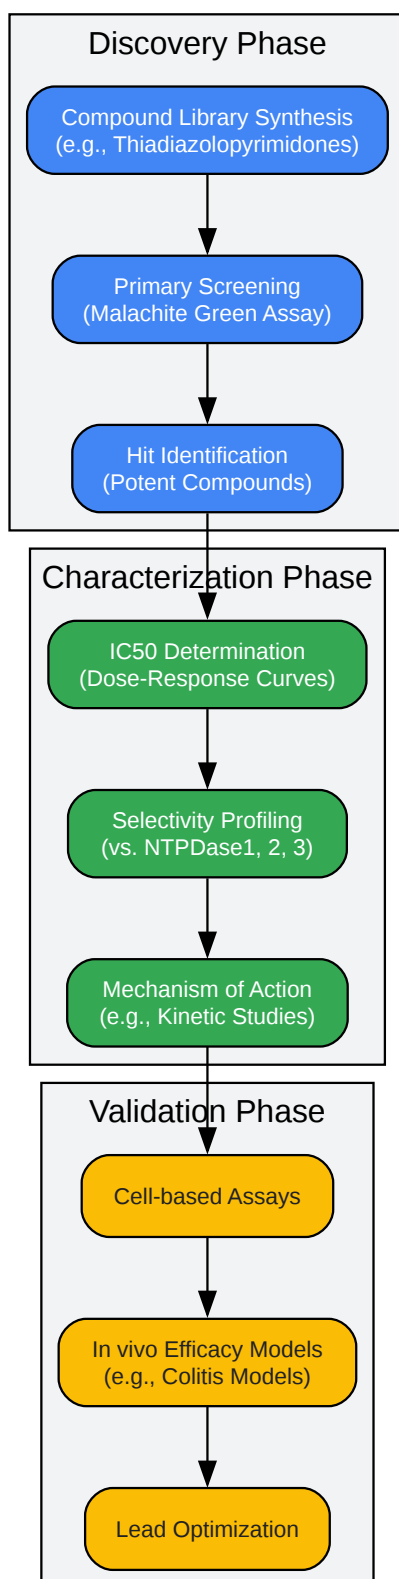 Discovery Phase
Compound Library Synthesis
(e.g., Thiadiazolopyrimidones)
Primary Screening
(Malachite Green Assay)
Hit Identification
(Potent Compounds)
Characterization Phase
IC50 Determination
(Dose-Response Curves)
Selectivity Profiling
(vs. NTPDase1, 2, 3)
Mechanism of Action
(e.g., Kinetic Studies)
Validation Phase
Cell-based Assays
In vivo Efficacy Models
(e.g., Colitis Models)
Lead Optimization